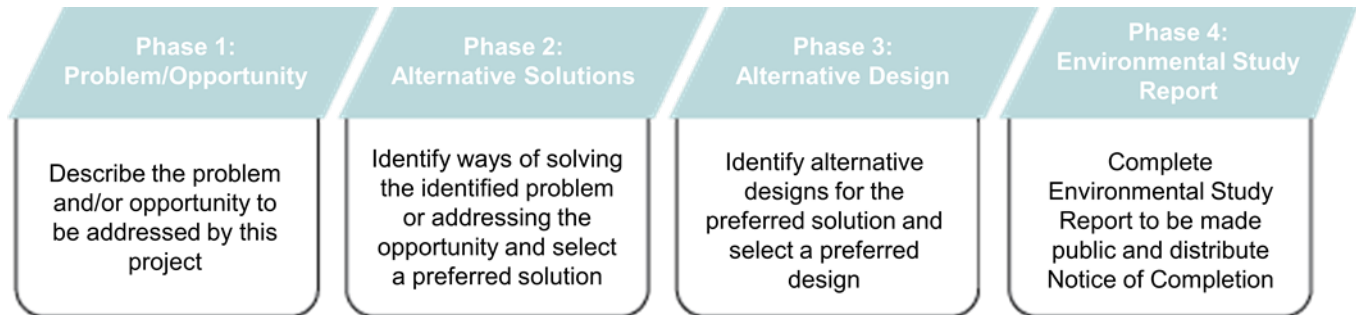 Phase 1:
Problem/Opportunity
Describe the problem
and/or opportunity to
be addressed by this
project
Phase 2:
Alternative Solutions
Identify ways of solving
the identified problem
or addressing the
opportunity and select
a preferred solution
Phase 3:
Alternative Design
Identify alternative
designs for the
preferred solution and
select a preferred
design
Phase 4:
Environmental Study
Report
Complete
Environmental Study
Report to be made
public and distribute
Notice of Completion